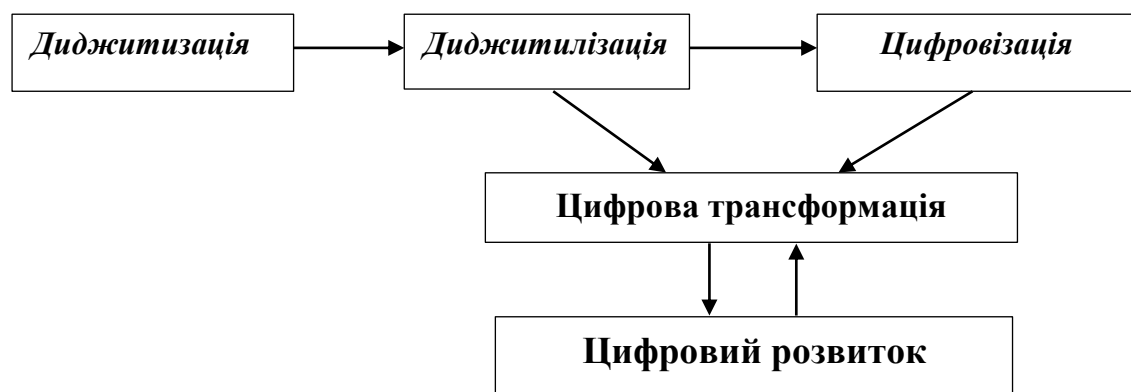 Диджитизація
Диджитилізація
Цифровізація
Цифрова трансформація
Цифровий розвиток